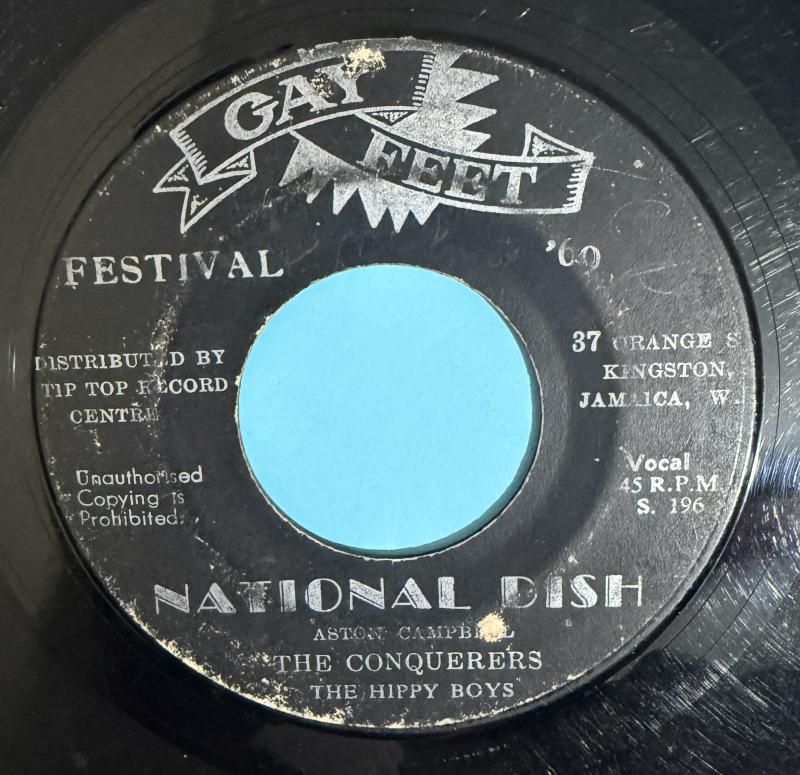 GAY
FEET
FESTIVAL '69
DISTRIBUTED BY
TIP TOP RECORD
CENTRE
37 ORANGE S
KINGSTON,
JAMAICA, W.
Unauthorised
Copying is
Prohibited.
Vocal
45 R.P.M
S. 196
NATIONAL DISH
ASTON CAMPBELL
THE CONQUERERS
THE HIPPY BOYS